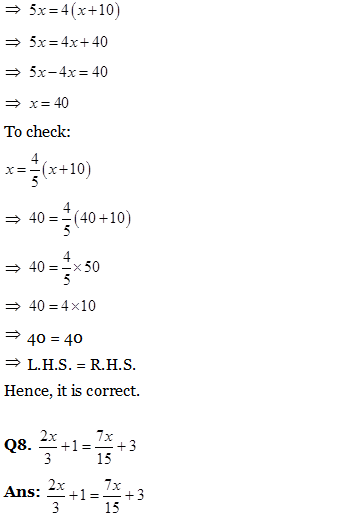 ⇒ 5x = 4(x+10)
⇒ 5x = 4x + 40
⇒ 5x − 4x = 40
⇒ x = 40
To check:
x = 4/5 (x+10)
⇒ 40 = 4/5 (40+10)
⇒ 40 = 4/5 × 50
⇒ 40 = 4×10
⇒ 40 = 40
⇒ L.H.S. = R.H.S.
Hence, it is correct.
Q8. 2x/3 + 1 = 7x/15 + 3
Ans: 2x/3 + 1 = 7x/15 + 3